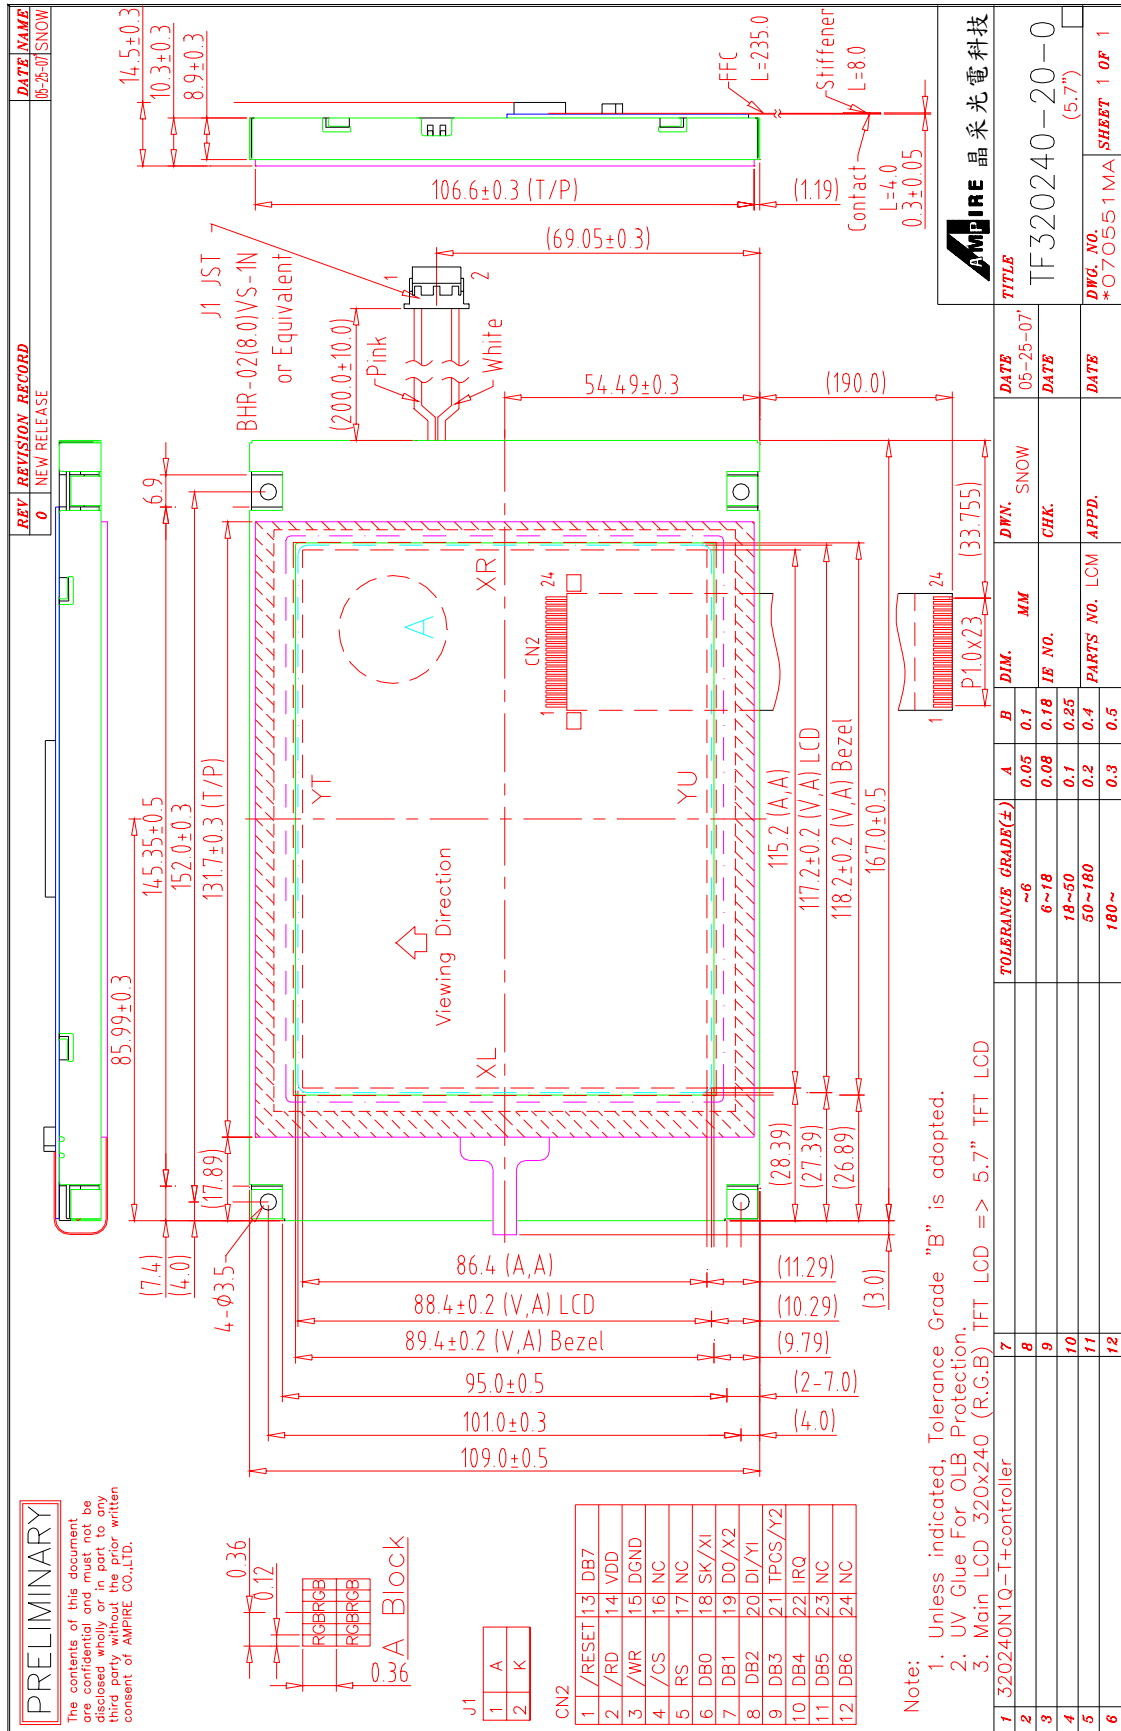 PRELIMINARY
The contents of this document
are confidential and must not be
disclosed wholly or in part to any
third party without the prior written
consent of AMPIRE CO.,LTD.
REV REVISION RECORD DATE NAME
0 NEW RELEASE 05-25-07' SNOW
85.99±0.3
(7.4) 145.35±0.5 6.9
(4.0) 152.0±0.3
(17.89) 131.7±0.3 (T/P)
4-ϕ3.5
14.5±0.3
10.3±0.3
8.9±0.3
J1 JST
BHR-02(8.0)VS-1N
or Equivalent
(200.0±10.0)
Pink
White
1
2
106.6±0.3 (T/P)
(1.19)
(69.05±0.3)
54.49±0.3
(190.0)
FFC
L=235.0
Stiffener
L=8.0
Contact
L=4.0
0.3±0.05
XL
XR
YT
YU
A
Viewing Direction
CN2
1
24
1
24
P1.0x23
(33.755)
(28.39) 115.2 (A,A)
(27.39) 117.2±0.2 (V,A) LCD
(26.89) 118.2±0.2 (V,A) Bezel
167.0±0.5
(3.0)
86.4 (A,A) (11.29)
88.4±0.2 (V,A) LCD (10.29)
89.4±0.2 (V,A) Bezel (9.79)
95.0±0.5 (2-7.0)
101.0±0.3 (4.0)
109.0±0.5
0.36
0.12
RGBRGB
RGBRGB
0.36
A Block
J1
1 A
2 K
CN2
1 /RESET 13 DB7
2 /RD 14 VDD
3 /WR 15 DGND
4 /CS 16 NC
5 RS 17 NC
6 DB0 18 SK/X1
7 DB1 19 DO/X2
8 DB2 20 DI/Y1
9 DB3 21 TPCS/Y2
10 DB4 22 IRQ
11 DB5 23 NC
12 DB6 24 NC
Note:
1. Unless indicated, Tolerance Grade "B" is adopted.
2. UV Glue For OLB Protection.
3. Main LCD 320x240 (R.G.B) TFT LCD => 5.7" TFT LCD
1 320240N1Q-T+controller 7
2 8
3 9
4 10
5 11
6 12
TOLERANCE GRADE(±) A B
~6 0.05 0.1
6~18 0.08 0.18
18~50 0.1 0.25
50~180 0.2 0.4
180~ 0.3 0.5
DIM. MM
IE NO.
PARTS NO. LCM
DWN. SNOW
CHK.
APPD.
DATE 05-25-07'
DATE
DATE
AMPIRE 晶采光電科技
TITLE
TF320240-20-0
(5.7")
DWG. NO.
*070551MA
SHEET 1 OF 1